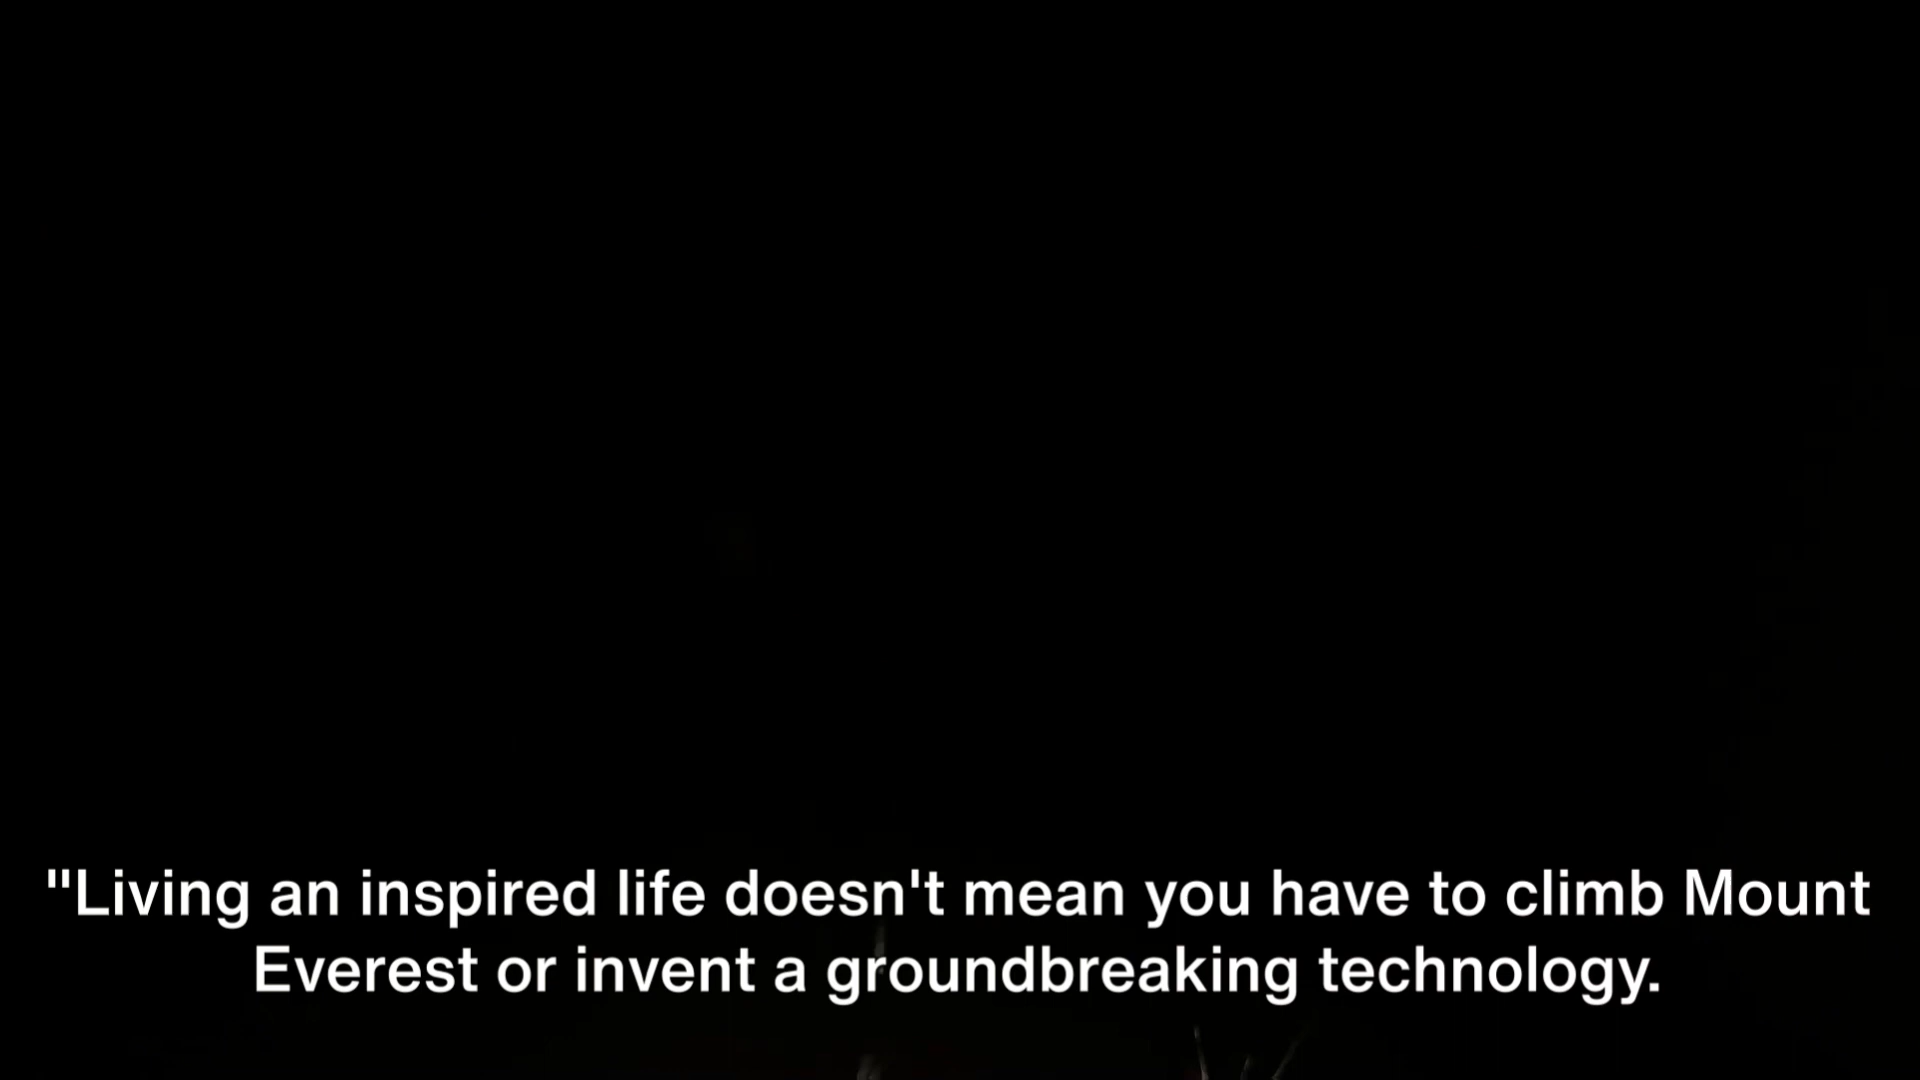 "Living an inspired life doesn't mean you have to climb Mount
Everest or invent a groundbreaking technology.